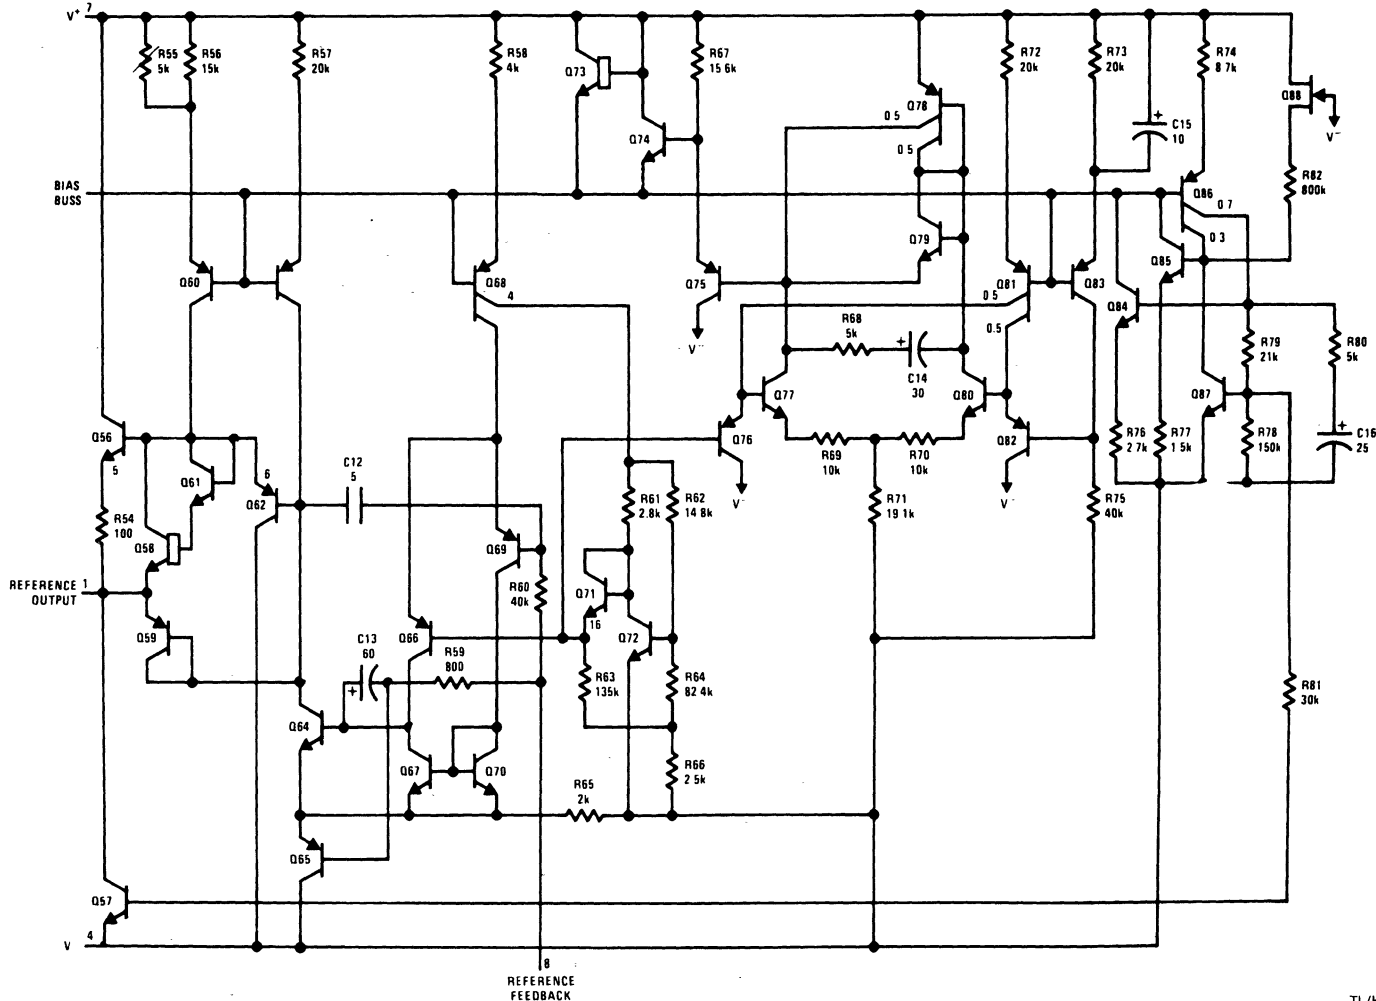 V+ 7
R55
5k
R56
15k
R57
20k
R58
4k
Q73
R67
15 6k
Q74
Q78
0 5
0 5
R72
20k
R73
20k
C15
10
R74
8 7k
Q88
V-
BIAS
BUSS
Q86
0 7
0 3
R82
800k
Q60
Q68
4
Q75
V-
Q79
Q81
0 5
0.5
Q83
Q85
Q84
R68
5k
C14
30
R79
21k
R80
5k
Q77
Q80
Q87
Q56
5
Q61
6
Q62
C12
5
Q76
V-
R69
10k
R70
10k
Q82
V-
R76
2 7k
R77
1 5k
R78
150k
C16
25
R54
100
Q58
R61
2.8k
R62
14 8k
R71
19 1k
R75
40k
Q69
R60
40k
REFERENCE 1
OUTPUT
Q71
16
Q59
C13
60
Q66
R59
800
Q72
R63
135k
R64
82 4k
R81
30k
Q64
Q67
Q70
R65
2k
R66
2 5k
Q65
Q57
V 4
8
REFERENCE
FEEDBACK